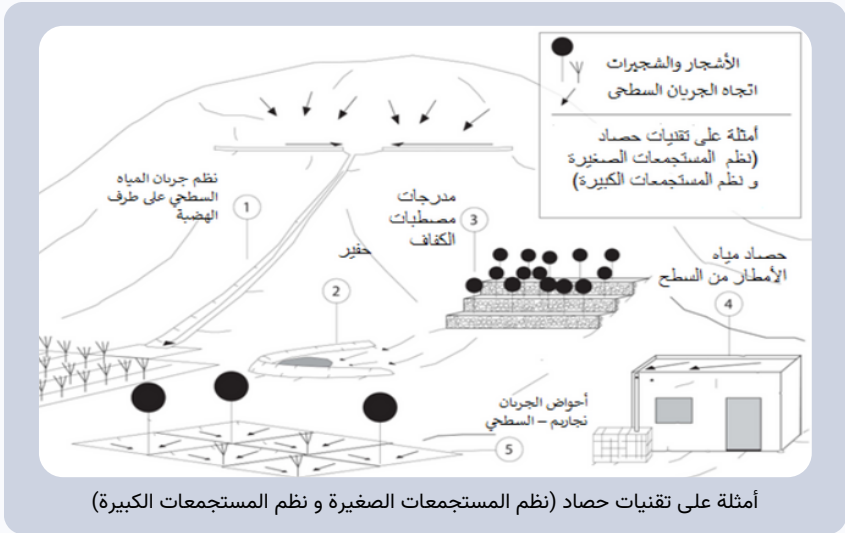 الأشجار والشجيرات
اتجاه الجريان السطحى
أمثلة على تقنيات حصاد
(نظم المستجمعات الصغيرة
و نظم المستجمعات الكبيرة)
نظم جريان المياه
السطحي على طرف
الهضبة
1
مدرجات
مصطبات
الكفاف
3
حفير
2
حصاد مياه
الأمطار من السطح
4
أحواض الجريان
نجاريم – السطحي
5
أمثلة على تقنيات حصاد (نظم المستجمعات الصغيرة و نظم المستجمعات الكبيرة)